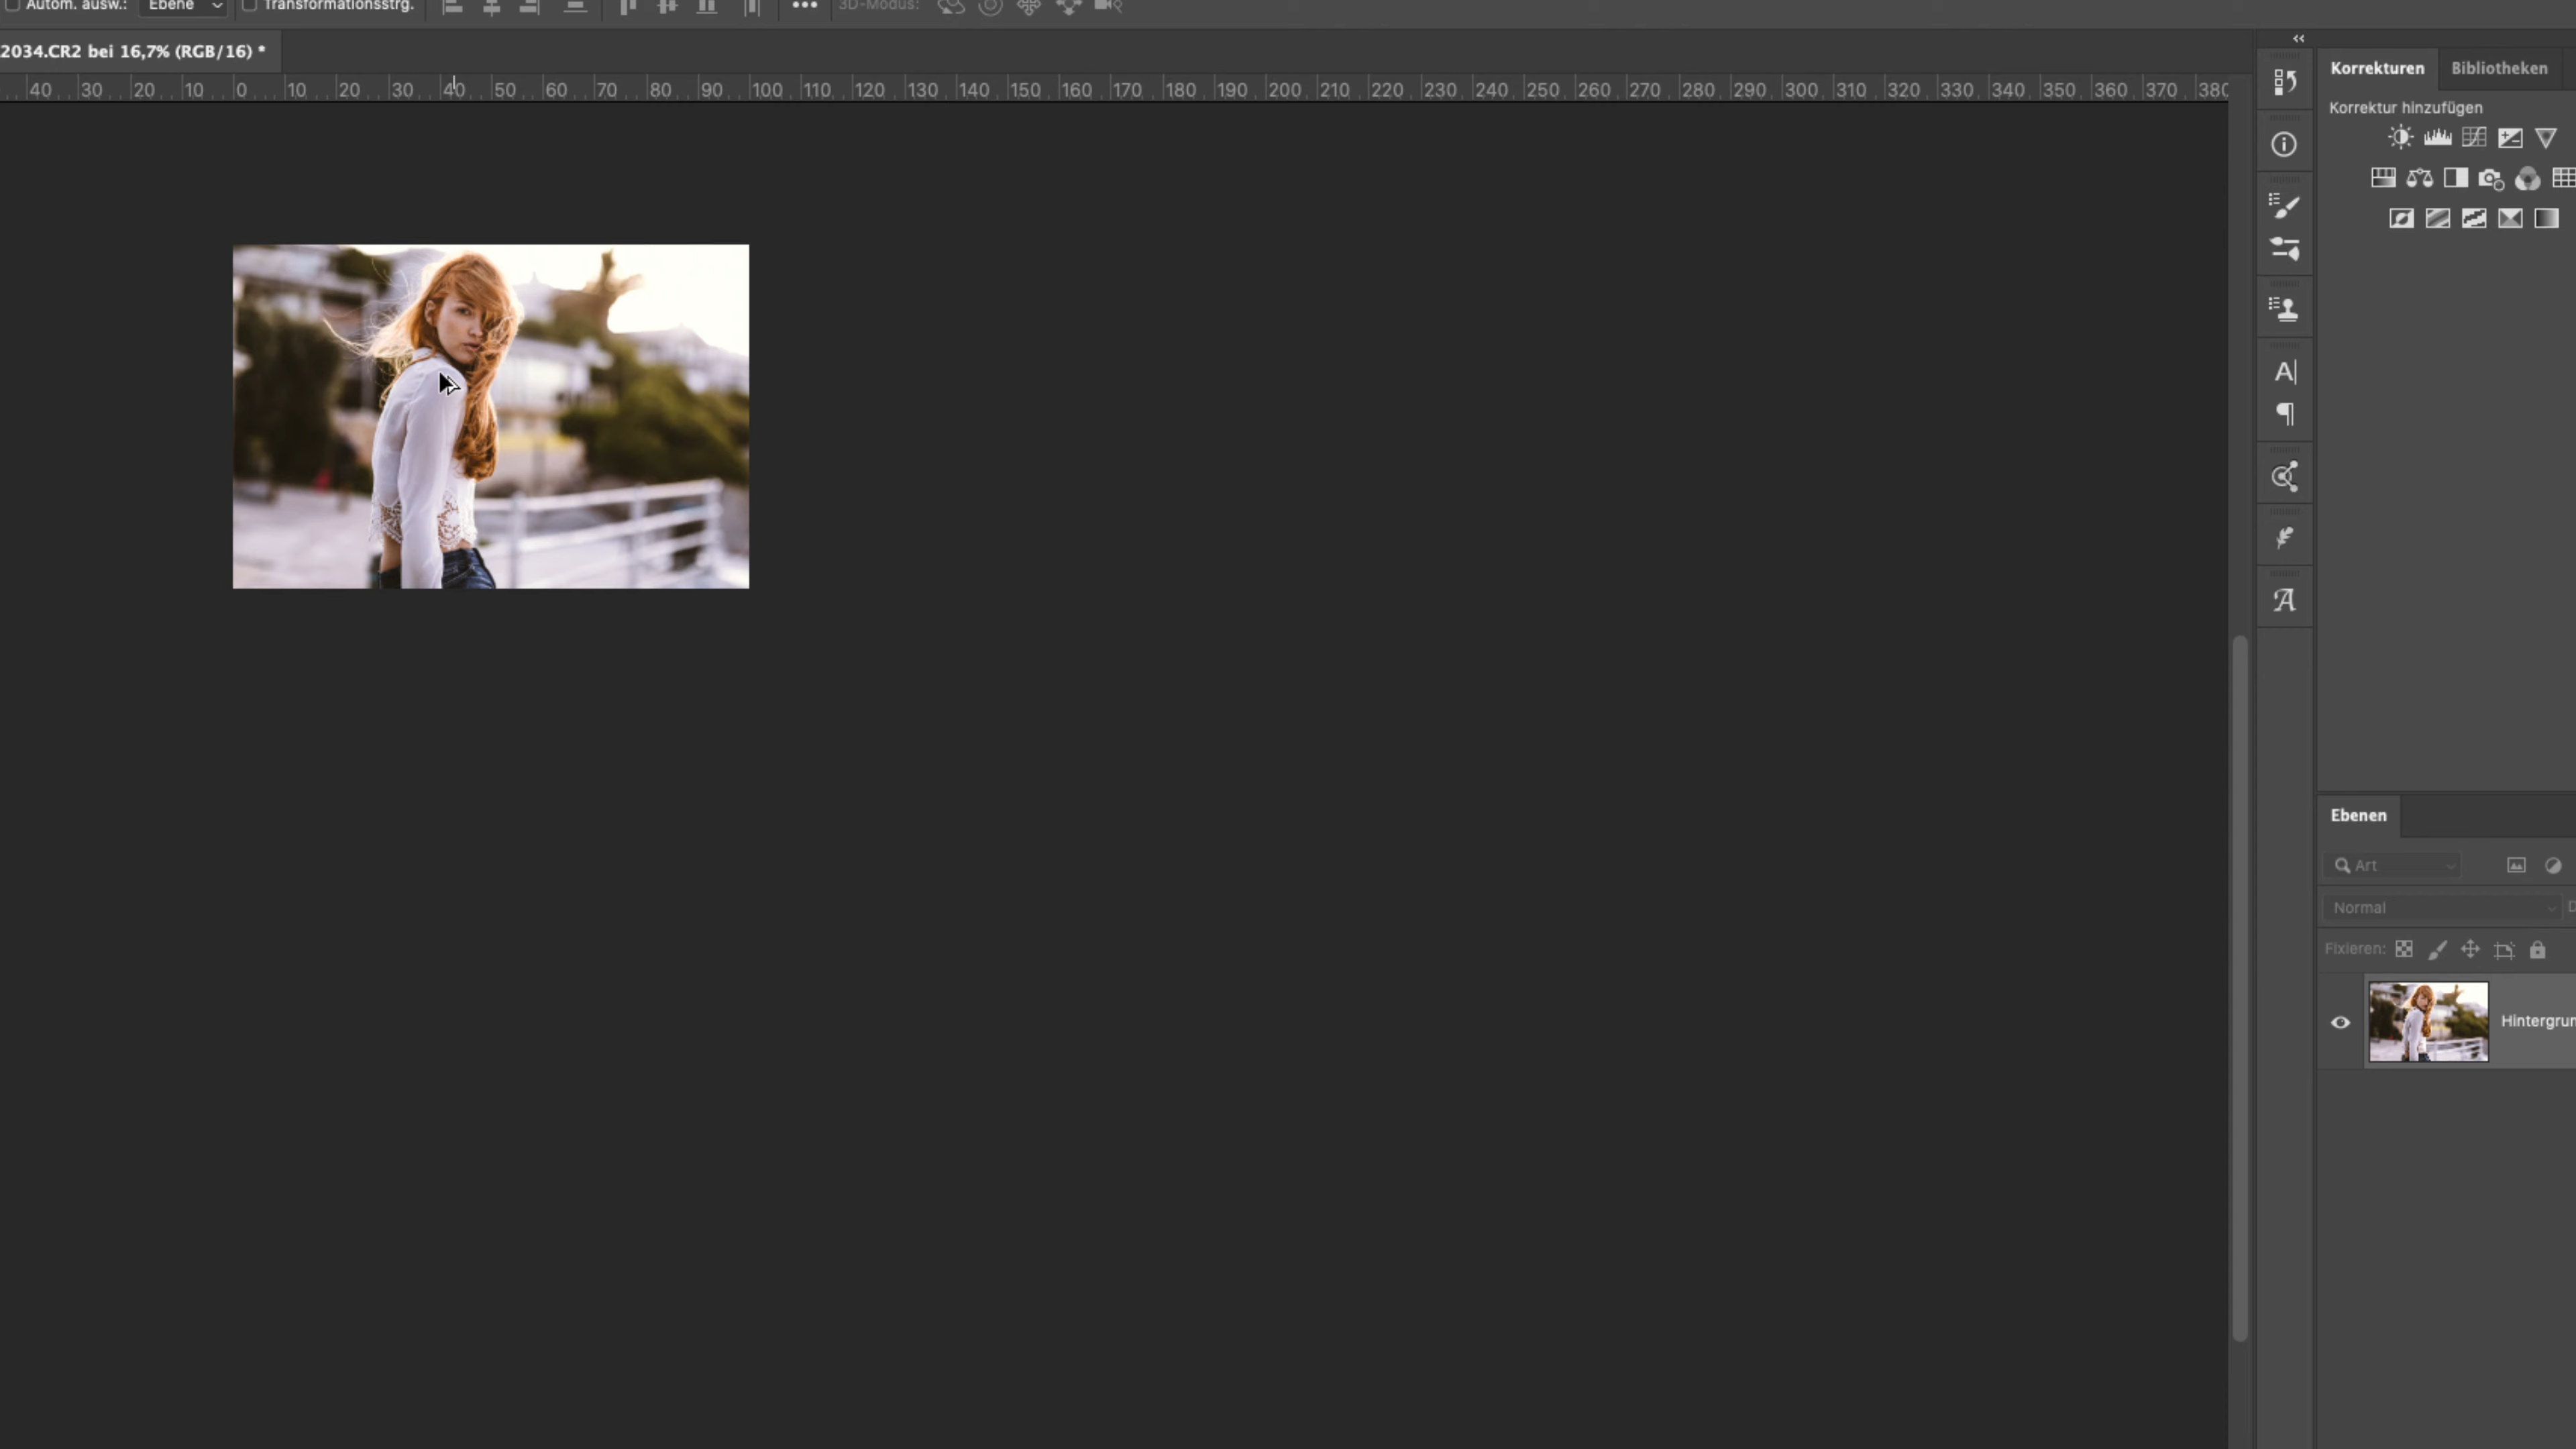 Autom. ausw.: Ebene Transformationsstrg. 3D-Modus:
2034.CR2 bei 16,7% (RGB/16) *
40 30 20 10 0 10 20 30 40 50 60 70 80 90 100 110 120 130 140 150 160 170 180 190 200 210 220 230 240 250 260 270 280 290 300 310 320 330 340 350 360 370 380
Korrekturen Bibliotheken
Korrektur hinzufügen
Ebenen
Art
Normal
Fixieren:
Hintergrun